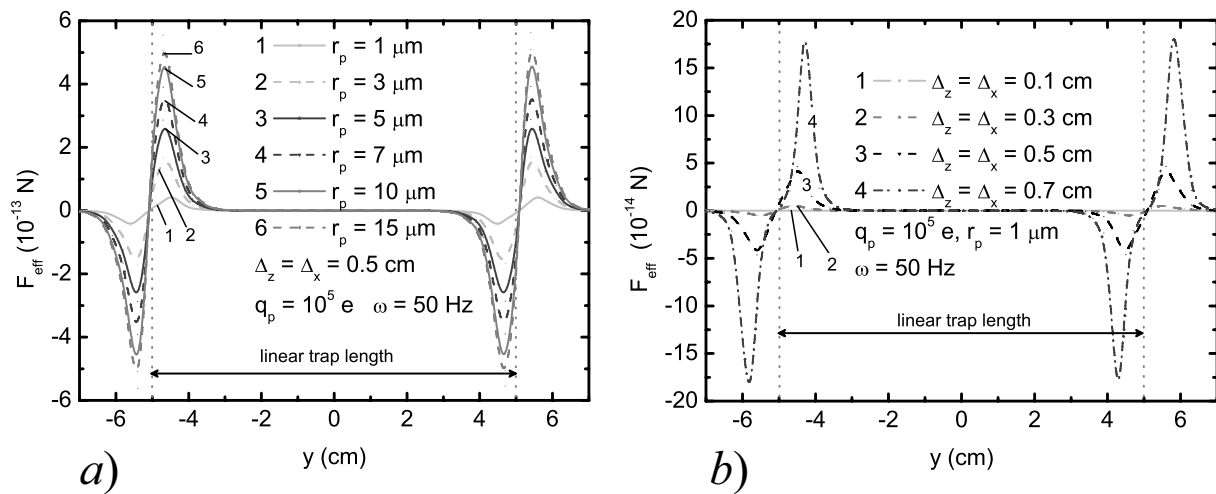 6
4
2
0
-2
-4
-6
F_eff (10^-13 N)
-6 -4 -2 0 2 4 6
y (cm)
a)
6
5
4
3
1 2
1 r_p = 1 μm
2 r_p = 3 μm
3 r_p = 5 μm
4 r_p = 7 μm
5 r_p = 10 μm
6 r_p = 15 μm
Δ_z = Δ_x = 0.5 cm
q_p = 10^5 e ω = 50 Hz
linear trap length
20
15
10
5
0
-5
-10
-15
-20
F_eff (10^-14 N)
-6 -4 -2 0 2 4 6
y (cm)
b)
4
3
1 2
1 Δ_z = Δ_x = 0.1 cm
2 Δ_z = Δ_x = 0.3 cm
3 Δ_z = Δ_x = 0.5 cm
4 Δ_z = Δ_x = 0.7 cm
q_p = 10^5 e, r_p = 1 μm
ω = 50 Hz
linear trap length